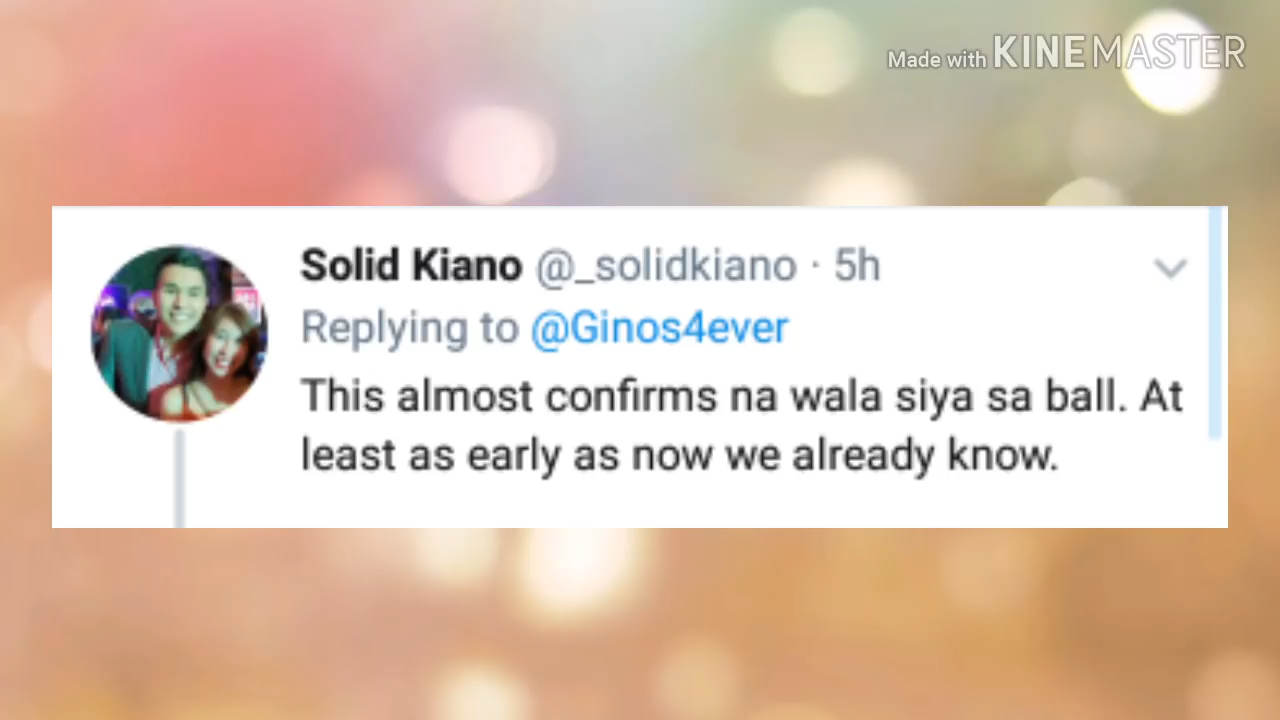 Made with KINEMASTER
Solid Kiano @_solidkiano · 5h
Replying to @Ginos4ever
This almost confirms na wala siya sa ball. At
least as early as now we already know.